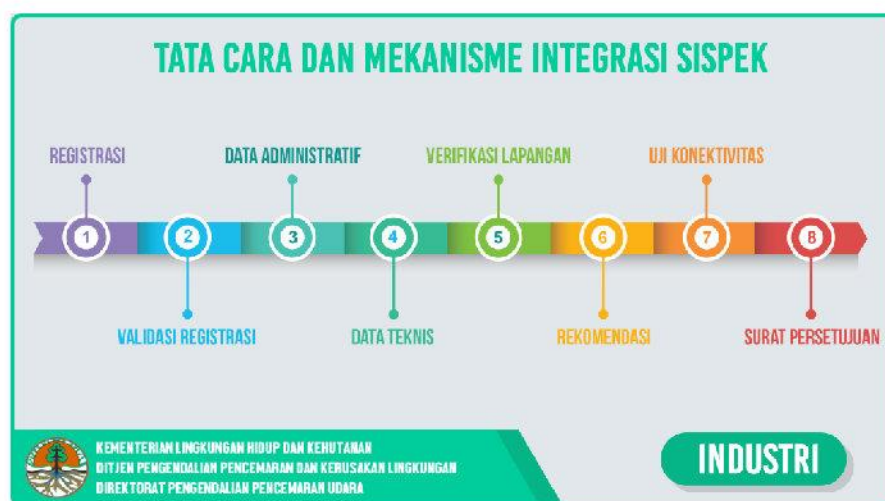 TATA CARA DAN MEKANISME INTEGRASI SISPEK
REGISTRASI
DATA ADMINISTRATIF
VERIFIKASI LAPANGAN
UJI KONEKTIVITAS
1
2
3
4
5
6
7
8
VALIDASI REGISTRASI
DATA TEKNIS
REKOMENDASI
SURAT PERSETUJUAN
KEMENTERIAN LINGKUNGAN HIDUP DAN KEHUTANAN
DITJEN PENGENDALIAN PENCEMARAN DAN KERUSAKAN LINGKUNGAN
DIREKTORAT PENGENDALIAN PENCEMARAN UDARA
INDUSTRI